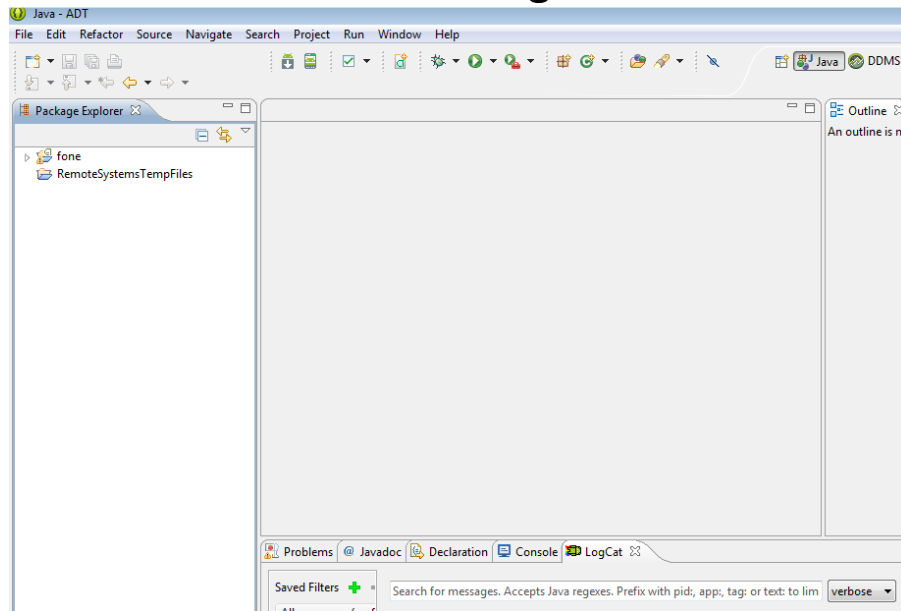 Java - ADT
File Edit Refactor Source Navigate Search Project Run Window Help
Java DDMS
Package Explorer
Outline
An outline is n
fone
RemoteSystemsTempFiles
Problems @ Javadoc Declaration Console LogCat
Saved Filters
Search for messages. Accepts Java regexes. Prefix with pid:, app:, tag: or text: to lim
verbose